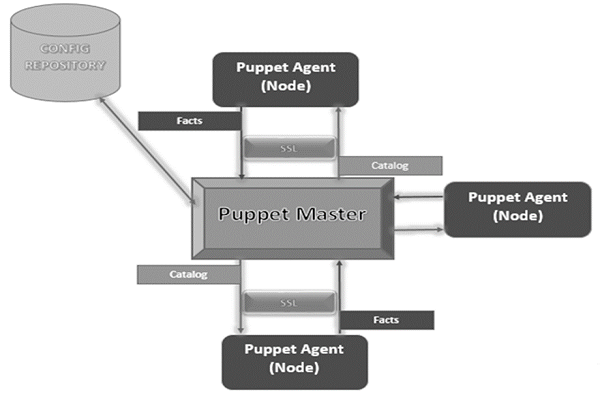 CONFIG
REPOSITORY
Puppet Agent
(Node)
Facts
SSL
Catalog
Puppet Master
Puppet Agent
(Node)
Catalog
SSL
Facts
Puppet Agent
(Node)